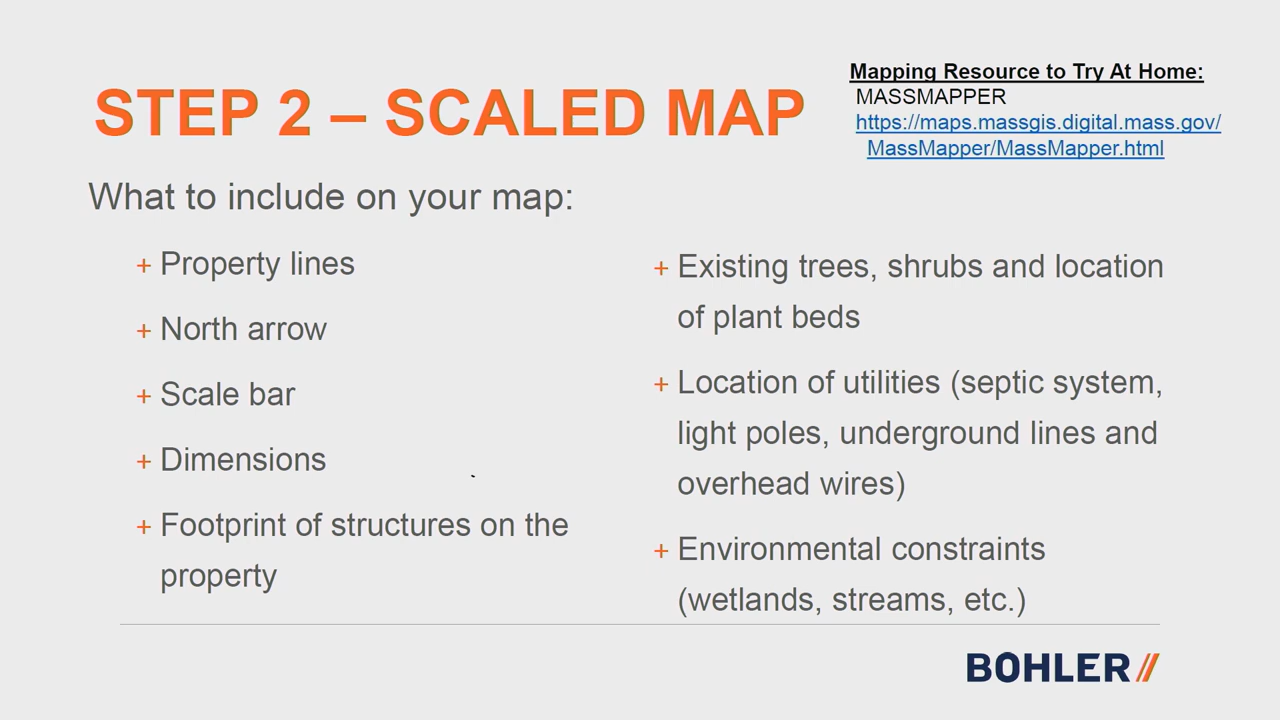 STEP 2 – SCALED MAP
Mapping Resource to Try At Home:
MASSMAPPER
https://maps.massgis.digital.mass.gov/
MassMapper/MassMapper.html
What to include on your map:
+ Property lines
+ North arrow
+ Scale bar
+ Dimensions
+ Footprint of structures on the
property
+ Existing trees, shrubs and location
of plant beds
+ Location of utilities (septic system,
light poles, underground lines and
overhead wires)
+ Environmental constraints
(wetlands, streams, etc.)
BOHLER//